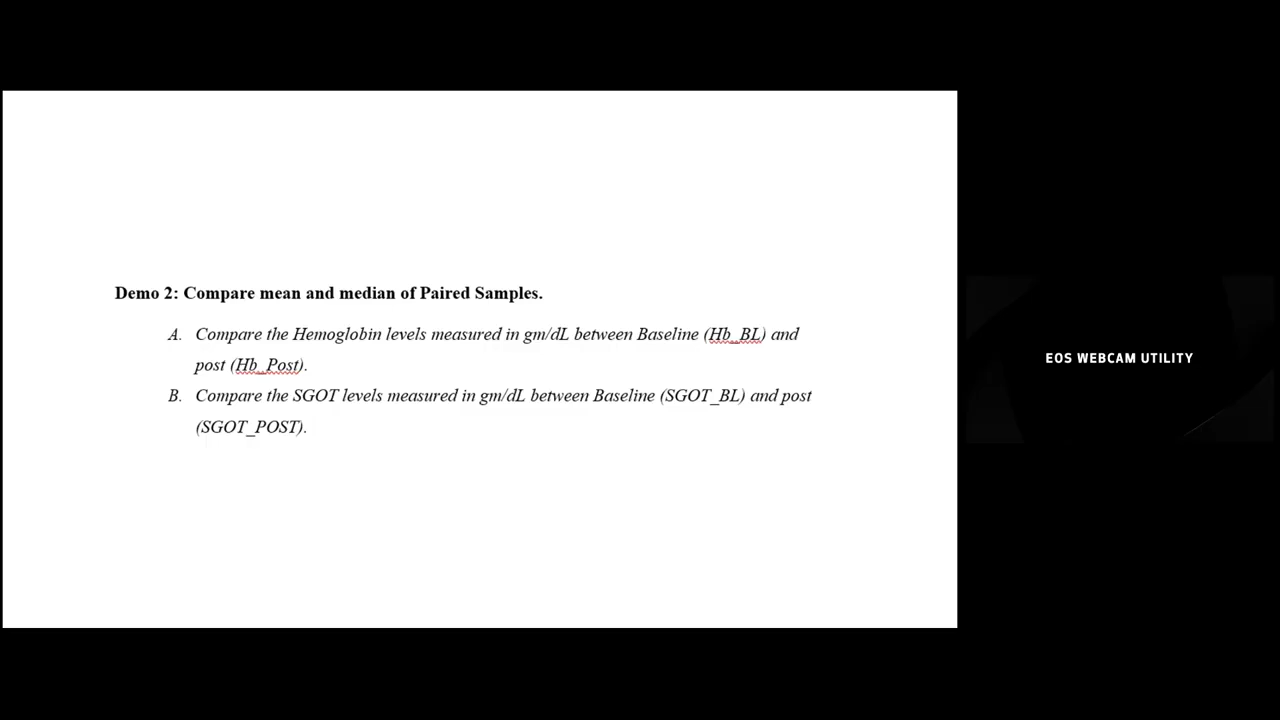 Demo 2: Compare mean and median of Paired Samples.
A. Compare the Hemoglobin levels measured in gm/dL between Baseline (Hb_BL) and
post (Hb_Post).
B. Compare the SGOT levels measured in gm/dL between Baseline (SGOT_BL) and post
(SGOT_POST).
EOS WEBCAM UTILITY